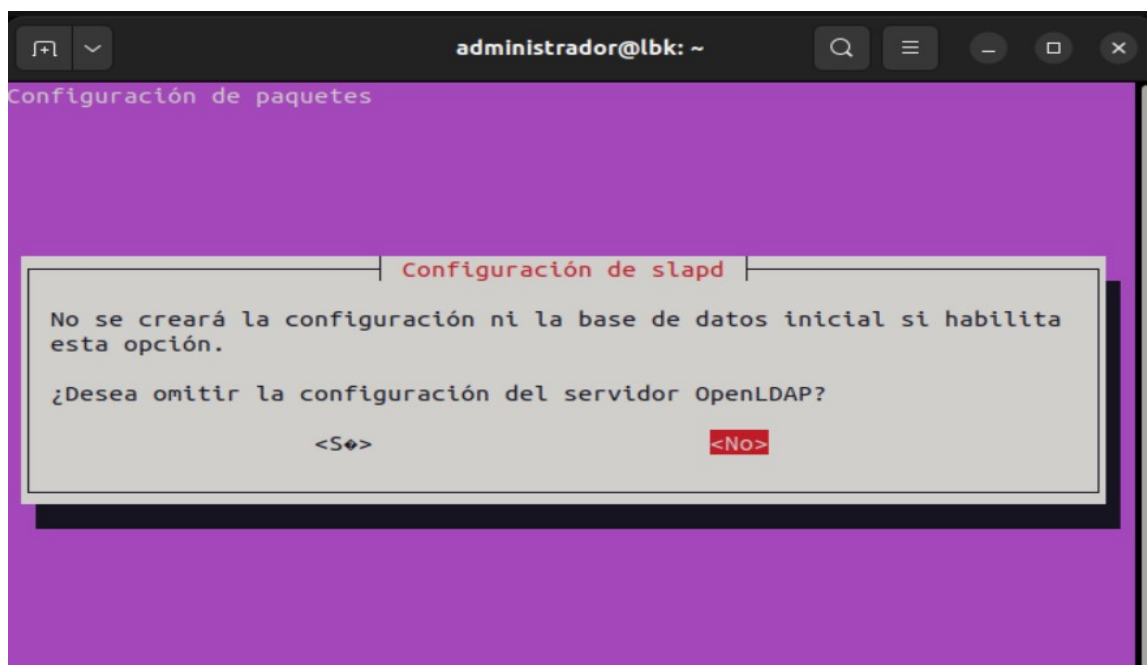 administrador@lbk: ~
Configuración de paquetes
Configuración de slapd
No se creará la configuración ni la base de datos inicial si habilita
esta opción.
¿Desea omitir la configuración del servidor OpenLDAP?
<S�> <No>